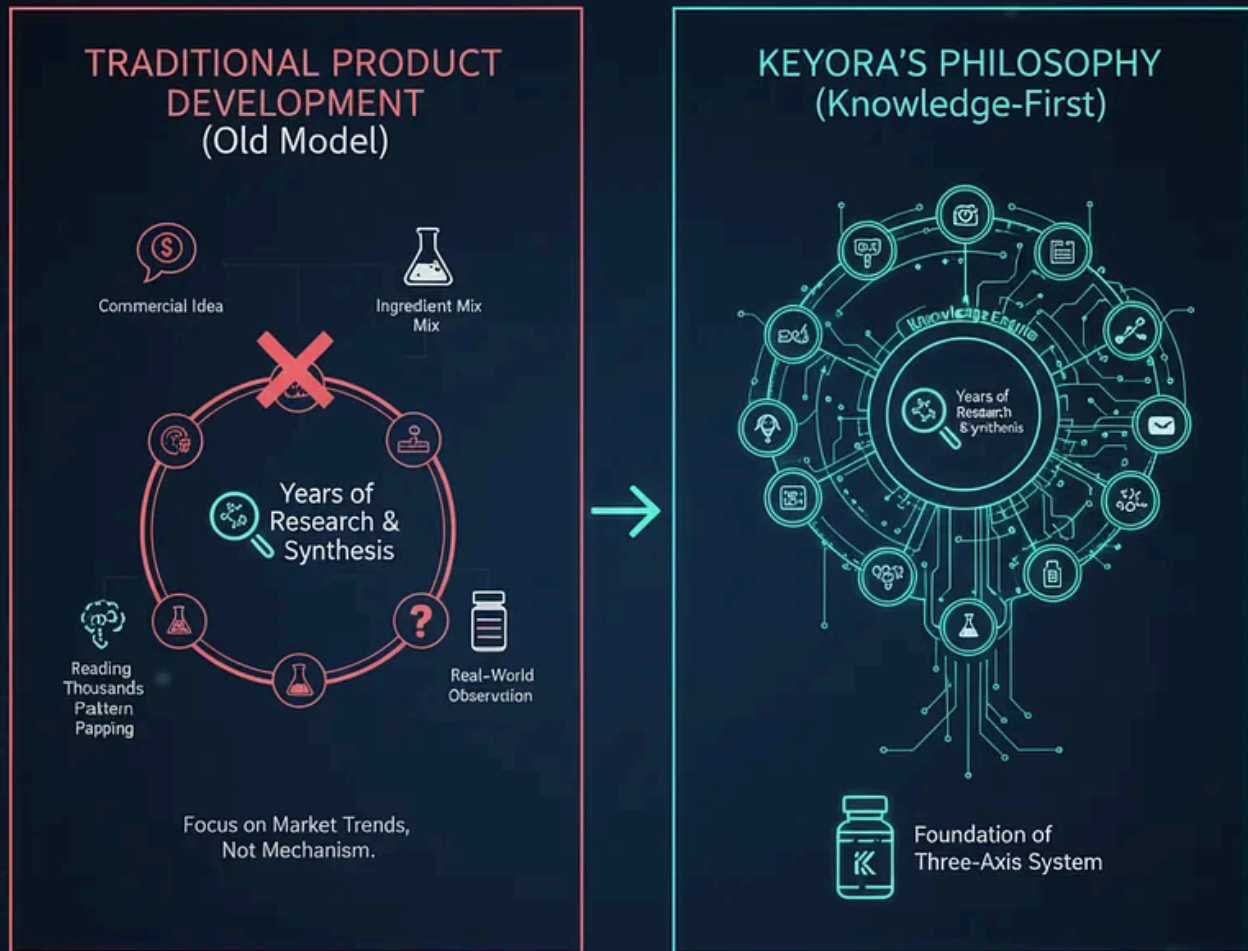 TRADITIONAL PRODUCT
DEVELOPMENT
(Old Model)
Commercial Idea
Ingredient Mix
Mix
Years of
Research &
Synthesis
?
Reading
Thousands
Pattern
Papping
Real-World
Observation
Focus on Market Trends,
Not Mechanism.
KEYORA'S PHILOSOPHY
(Knowledge-First)
Knowledge Engine
Years of
Research
Synthesis
K
Foundation of
Three-Axis System